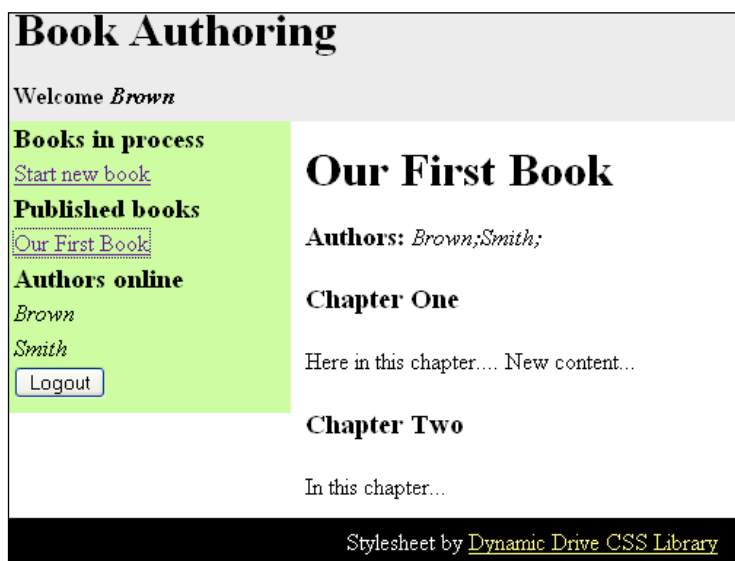 Book Authoring
Welcome Brown
Books in process
Start new book
Published books
Our First Book
Authors online
Brown
Smith
Logout
Our First Book
Authors: Brown;Smith;
Chapter One
Here in this chapter.... New content...
Chapter Two
In this chapter...
Stylesheet by Dynamic Drive CSS Library